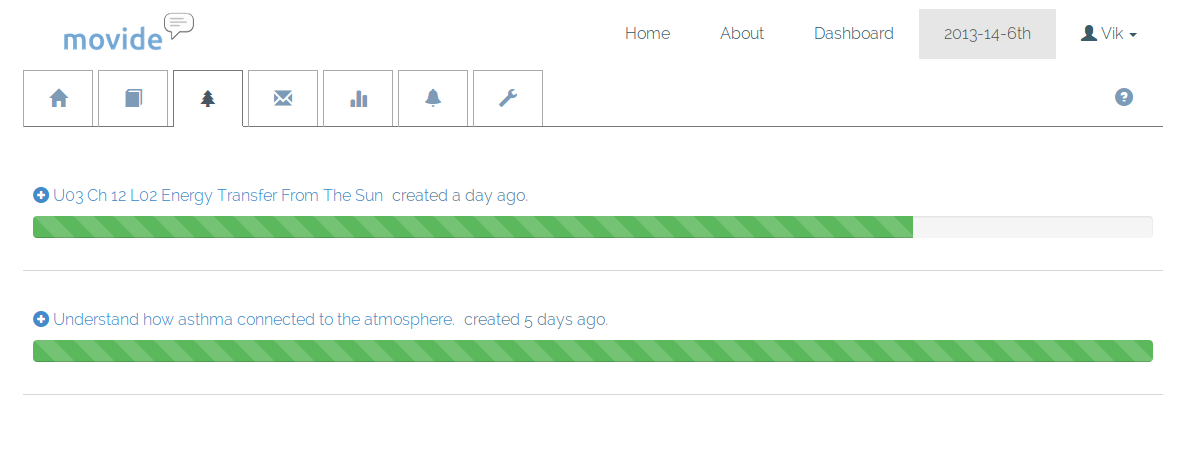 movide
Home About Dashboard 2013-14-6th Vik
U03 Ch 12 L02 Energy Transfer From The Sun created a day ago.
Understand how asthma connected to the atmosphere. created 5 days ago.